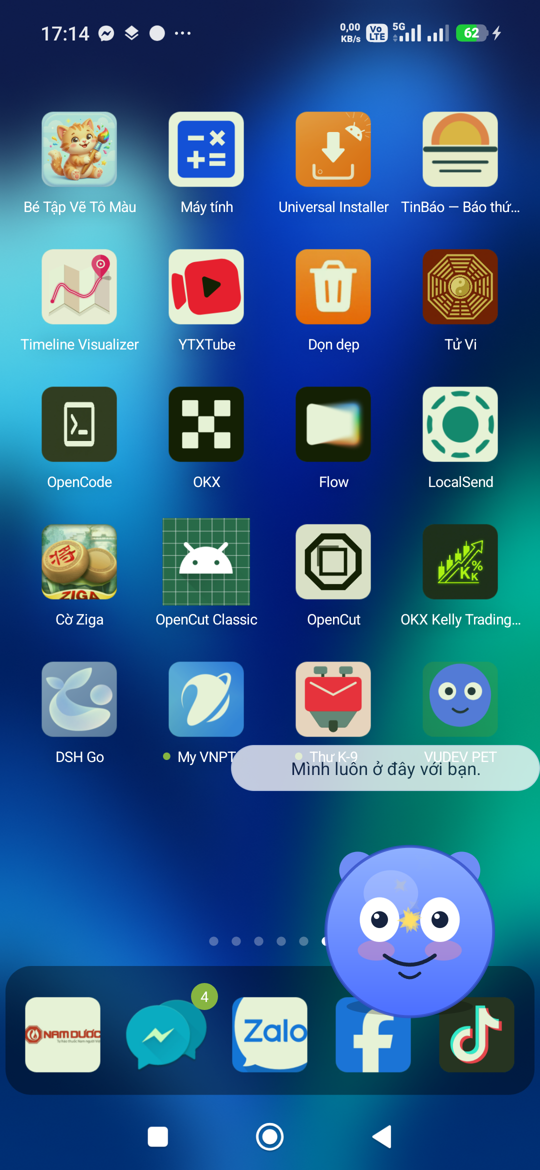 17:14
0,00
KB/s
Vo
LTE
5G
62
Bé Tập Vẽ Tô Màu
Máy tính
Universal Installer
TinBáo — Báo thứ...
Timeline Visualizer
YTXTube
Dọn dẹp
Tử Vi
OpenCode
OKX
Flow
LocalSend
将
ZIGA
K
K
%
Cờ Ziga
OpenCut Classic
OpenCut
OKX Kelly Trading...
DSH Go
My VNPT
Thư K-9
VUDEV PET
Mình luôn ở đây với bạn.
4
NAM DƯỢC
Zalo